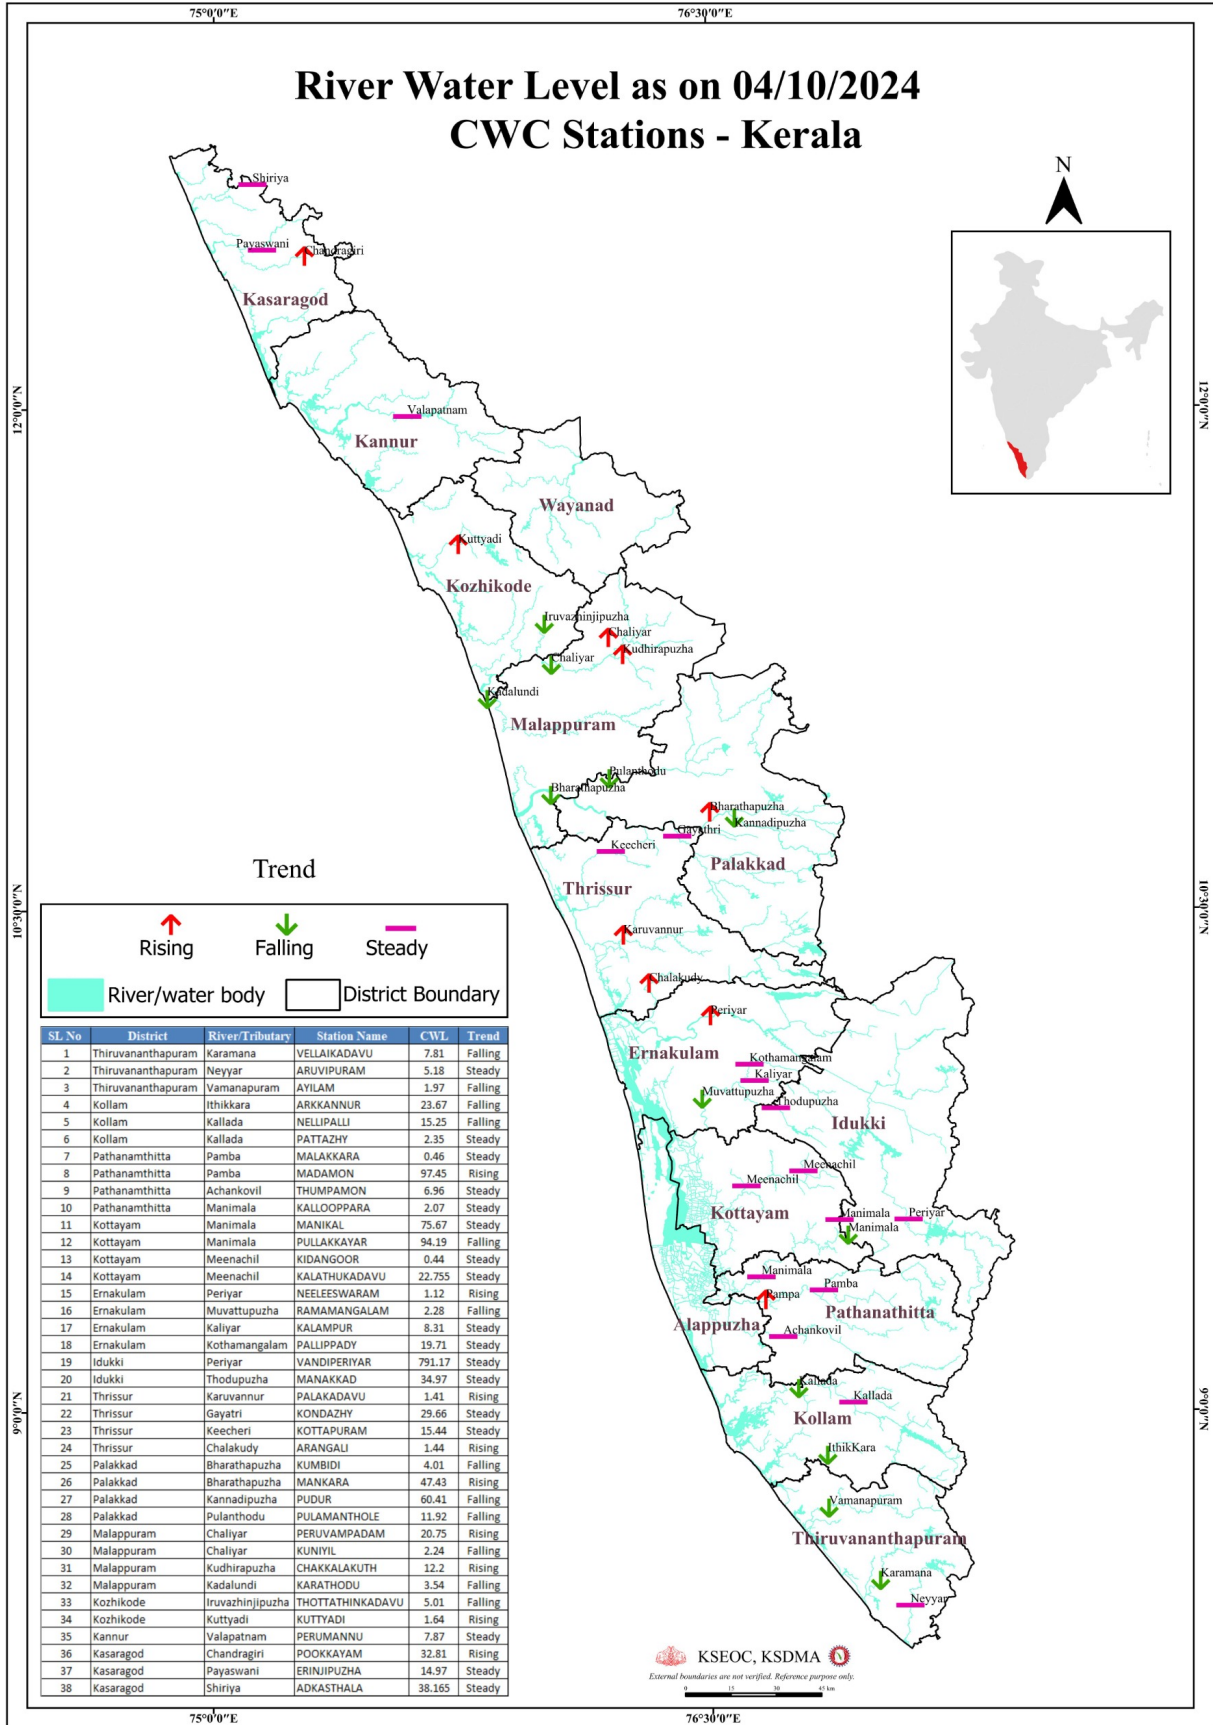 75°0'0"E 76°30'0"E
River Water Level as on 04/10/2024
CWC Stations - Kerala
N
Shiriya
Payaswani
Chandragiri
Kasaragod
12°0'0"N
12°0'0"N
Valapatnam
Kannur
Wayanad
Kuttyadi
Kozhikode
Iruvazhinjipuzha
Chaliyar
Kudhirapuzha
Chaliyar
Kadalundi
Malappuram
Pulanthodu
Bharathapuzha
Bharathapuzha
Kannadipuzha
Gayathri
Keecheri
Palakkad
Thrissur
Karuvannur
Chalakudy
10°30'0"N
10°30'0"N
Periyar
Ernakulam
Kothamangalam
Kaliyar
Muvattupuzha
Thodupuzha
Idukki
Meenachil
Meenachil
Kottayam
Manimala
Periyar
Manimala
Manimala
Pamba
Pampa
Pathanathitta
Alappuzha
Achankovil
Kallada
Kallada
Kollam
9°0'0"N
9°0'0"N
IthikKara
Vamanapuram
Thiruvananthapuram
Karamana
Neyyar
Trend
Rising Falling Steady
River/water body District Boundary
SL No District River/Tributary Station Name CWL Trend
1 Thiruvananthapuram Karamana VELLAIKADAVU 7.81 Falling
2 Thiruvananthapuram Neyyar ARUVIPURAM 5.18 Steady
3 Thiruvananthapuram Vamanapuram AYILAM 1.97 Falling
4 Kollam Ithikkara ARKKANNUR 23.67 Falling
5 Kollam Kallada NELLIPALLI 15.25 Falling
6 Kollam Kallada PATTAZHY 2.35 Steady
7 Pathanamthitta Pamba MALAKKARA 0.46 Steady
8 Pathanamthitta Pamba MADAMON 97.45 Rising
9 Pathanamthitta Achankovil THUMPAMON 6.96 Steady
10 Pathanamthitta Manimala KALLOOPPARA 2.07 Steady
11 Kottayam Manimala MANIKAL 75.67 Steady
12 Kottayam Manimala PULLAKKAYAR 94.19 Falling
13 Kottayam Meenachil KIDANGOOR 0.44 Steady
14 Kottayam Meenachil KALATHUKADAVU 22.755 Steady
15 Ernakulam Periyar NEELEESWARAM 1.12 Rising
16 Ernakulam Muvattupuzha RAMAMANGALAM 2.28 Falling
17 Ernakulam Kaliyar KALAMPUR 8.31 Steady
18 Ernakulam Kothamangalam PALLIPPADY 19.71 Steady
19 Idukki Periyar VANDIPERIYAR 791.17 Steady
20 Idukki Thodupuzha MANAKKAD 34.97 Steady
21 Thrissur Karuvannur PALAKADAVU 1.41 Rising
22 Thrissur Gayatri KONDAZHY 29.66 Steady
23 Thrissur Keecheri KOTTAPURAM 15.44 Steady
24 Thrissur Chalakudy ARANGALI 1.44 Rising
25 Palakkad Bharathapuzha KUMBIDI 4.01 Falling
26 Palakkad Bharathapuzha MANKARA 47.43 Rising
27 Palakkad Kannadipuzha PUDUR 60.41 Falling
28 Palakkad Pulanthodu PULAMANTHOLE 11.92 Falling
29 Malappuram Chaliyar PERUVAMPADAM 20.75 Rising
30 Malappuram Chaliyar KUNIYIL 2.24 Falling
31 Malappuram Kudhirapuzha CHAKKALAKUTH 12.2 Rising
32 Malappuram Kadalundi KARATHODU 3.54 Falling
33 Kozhikode Iruvazhinjipuzha THOTTATHINKADAVU 5.01 Falling
34 Kozhikode Kuttyadi KUTTYADI 1.64 Rising
35 Kannur Valapatnam PERUMANNU 7.87 Steady
36 Kasaragod Chandragiri POOKKAYAM 32.81 Rising
37 Kasaragod Payaswani ERINJIPUZHA 14.97 Steady
38 Kasaragod Shiriya ADKASTHALA 38.165 Steady
KSEOC, KSDMA
External boundaries are not verified. Reference purpose only.
0 15 30 45 km
75°0'0"E 76°30'0"E